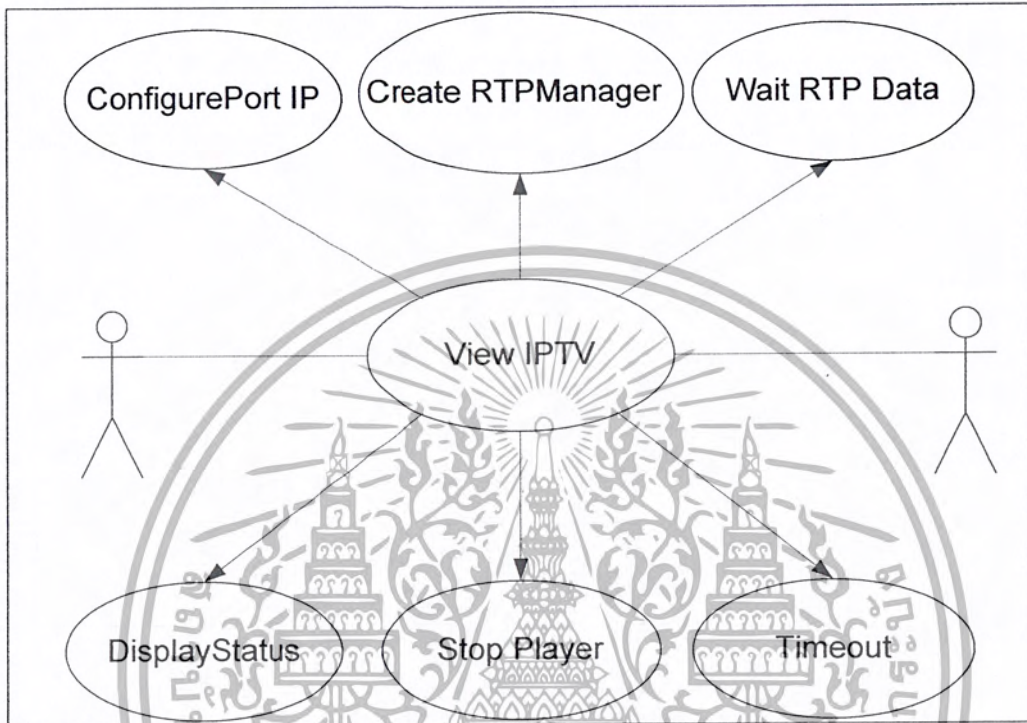 ConfigurePort IP
Create RTPManager
Wait RTP Data
View IPTV
DisplayStatus
Stop Player
Timeout